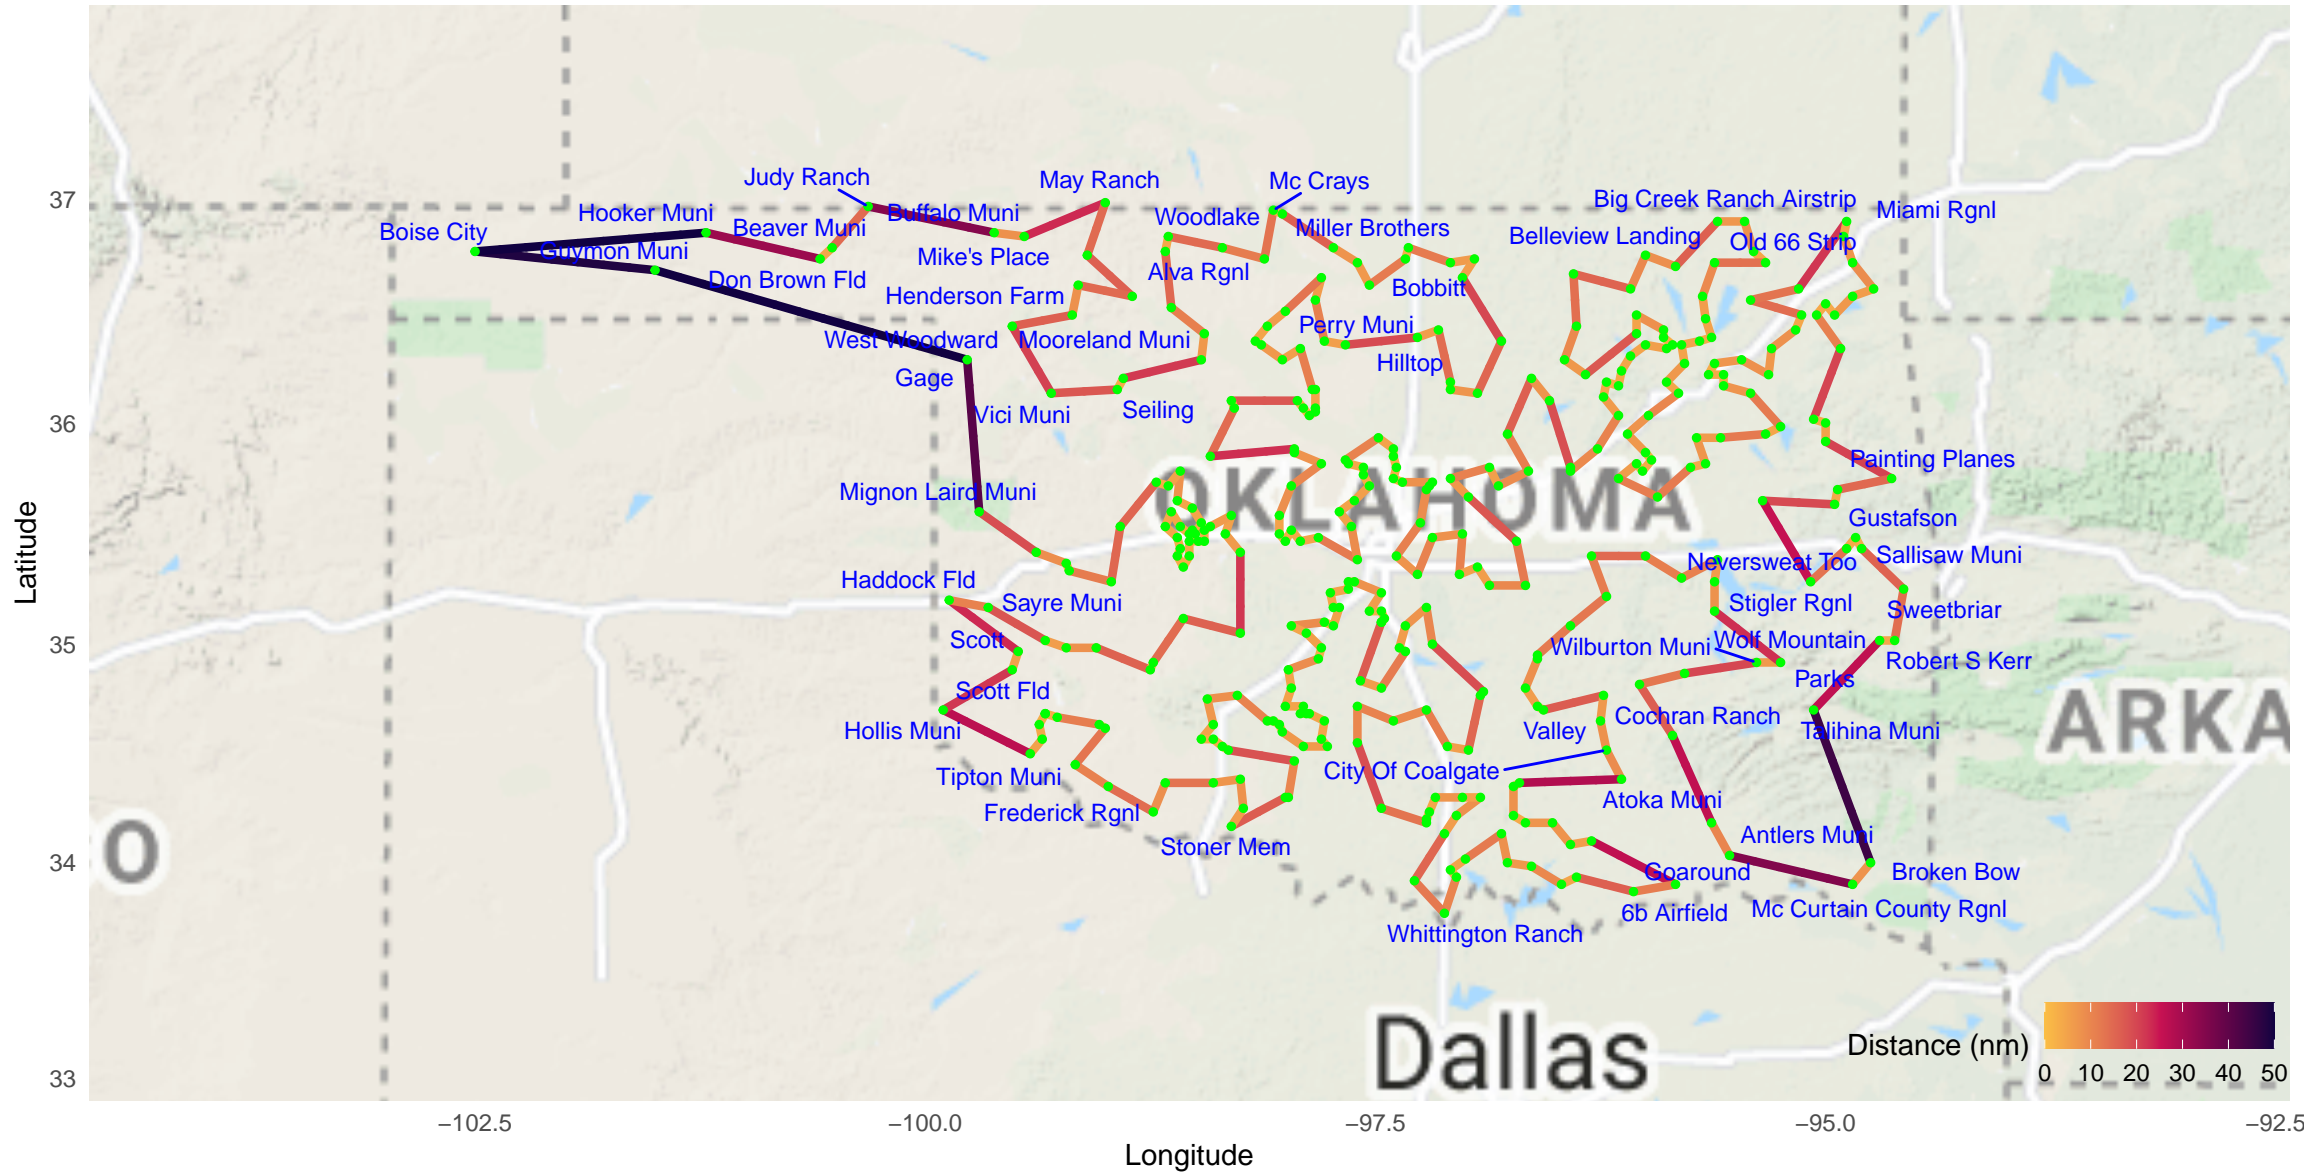 Judy Ranch
May Ranch
Mc Crays
Big Creek Ranch Airstrip
37
Hooker Muni
Buffalo Muni
Woodlake
Miami Rgnl
Boise City
Beaver Muni
Miller Brothers
Belleview Landing
Old 66 Strip
Guymon Muni
Mike's Place
Alva Rgnl
Don Brown Fld
Henderson Farm
Bobbitt
West Woodward
Mooreland Muni
Perry Muni
Gage
Hilltop
Vici Muni
Seiling
36
Painting Planes
Mignon Laird Muni
OKLAHOMA
Gustafson
Latitude
Neversweat Too
Sallisaw Muni
Haddock Fld
Sayre Muni
Stigler Rgnl
Sweetbriar
35
Scott
Wilburton Muni
Wolf Mountain
Robert S Kerr
Scott Fld
Parks
Hollis Muni
Valley
Cochran Ranch
Talihina Muni
ARKA
Tipton Muni
City Of Coalgate
Frederick Rgnl
Atoka Muni
Stoner Mem
Antlers Muni
34
O
Goaround
Broken Bow
6b Airfield
Mc Curtain County Rgnl
Whittington Ranch
Dallas
Distance (nm)
33
0 10 20 30 40 50
−102.5 −100.0 −97.5 −95.0 −92.5
Longitude